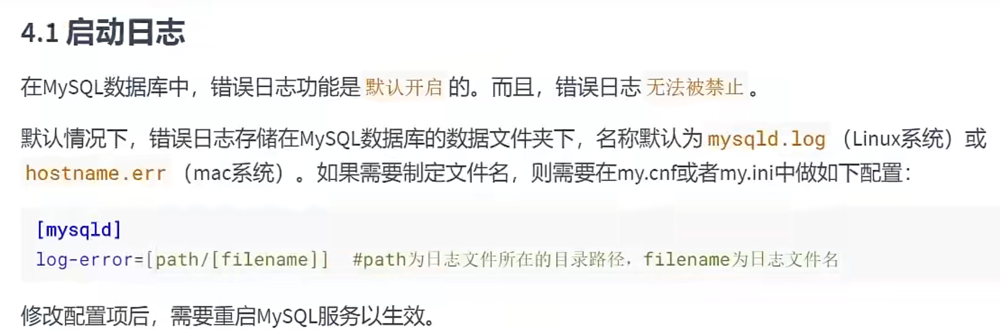 4.1 启动日志
在MySQL数据库中，错误日志功能是 默认开启 的。而且，错误日志 无法被禁止 。
默认情况下，错误日志存储在MySQL数据库的数据文件夹下，名称默认为 mysqld.log （Linux系统）或
hostname.err （mac系统）。如果需要制定文件名，则需要在my.cnf或者my.ini中做如下配置：
[mysqld]
log-error=[path/[filename]] #path为日志文件所在的目录路径，filename为日志文件名
修改配置项后，需要重启MySQL服务以生效。